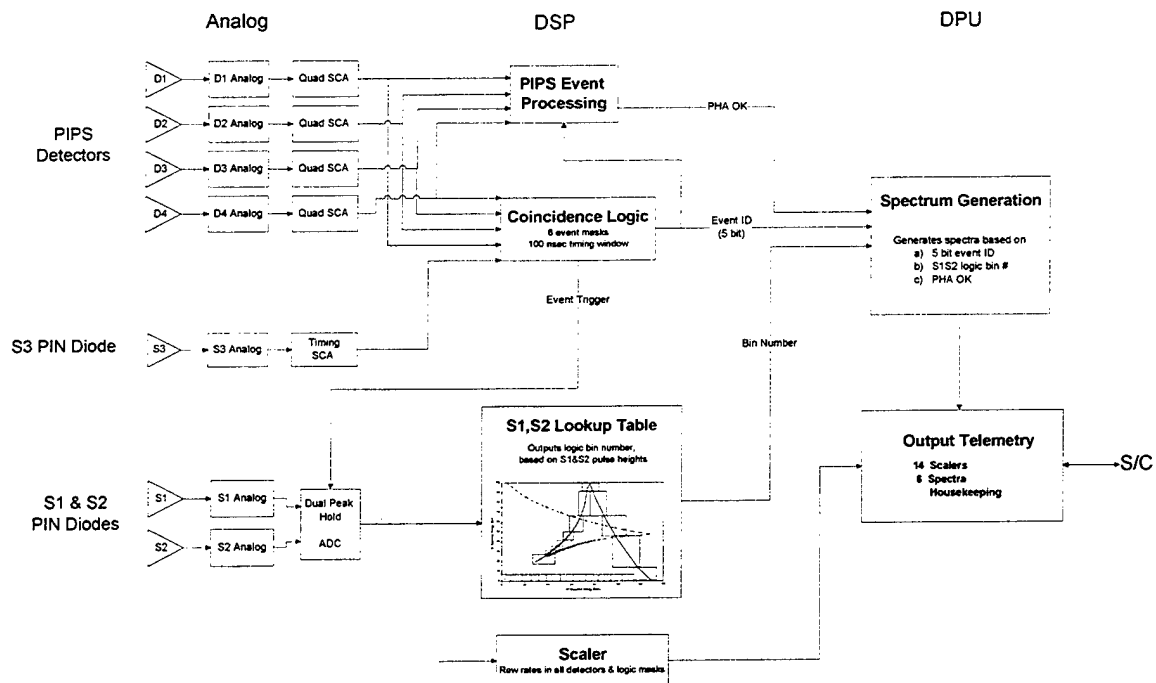 Analog
DSP
DPU
PIPS
Detectors
D1
D1 Analog
Quad SCA
D2
D2 Analog
Quad SCA
D3
D3 Analog
Quad SCA
D4
D4 Analog
Quad SCA
PIPS Event
Processing
PHA OK
Coincidence Logic
6 event masks
100 nsec timing window
Event ID
(5 bit)
Spectrum Generation
Generates spectra based on
a) 5 bit event ID
b) S1S2 logic bin #
c) PHA OK
Event Trigger
S3 PIN Diode
S3
S3 Analog
Timing
SCA
Bin Number
S1,S2 Lookup Table
Outputs logic bin number,
based on S1&S2 pulse heights
Output Telemetry
14 Scalers
6 Spectra
Housekeeping
S/C
S1 & S2
PIN Diodes
S1
S1 Analog
S2
S2 Analog
Dual Peak
Hold
ADC
Scaler
Raw rates in all detectors & logic masks